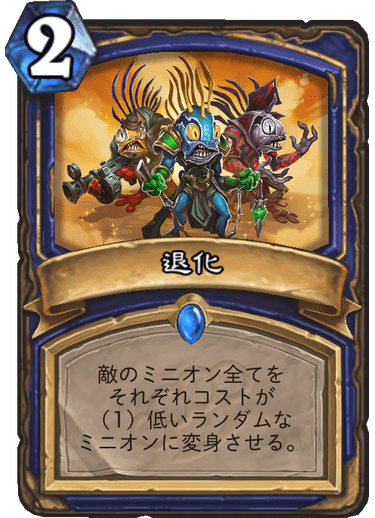 2
退化
敵のミニオン全てを
それぞれコストが
（1）低いランダムな
ミニオンに変身させる。